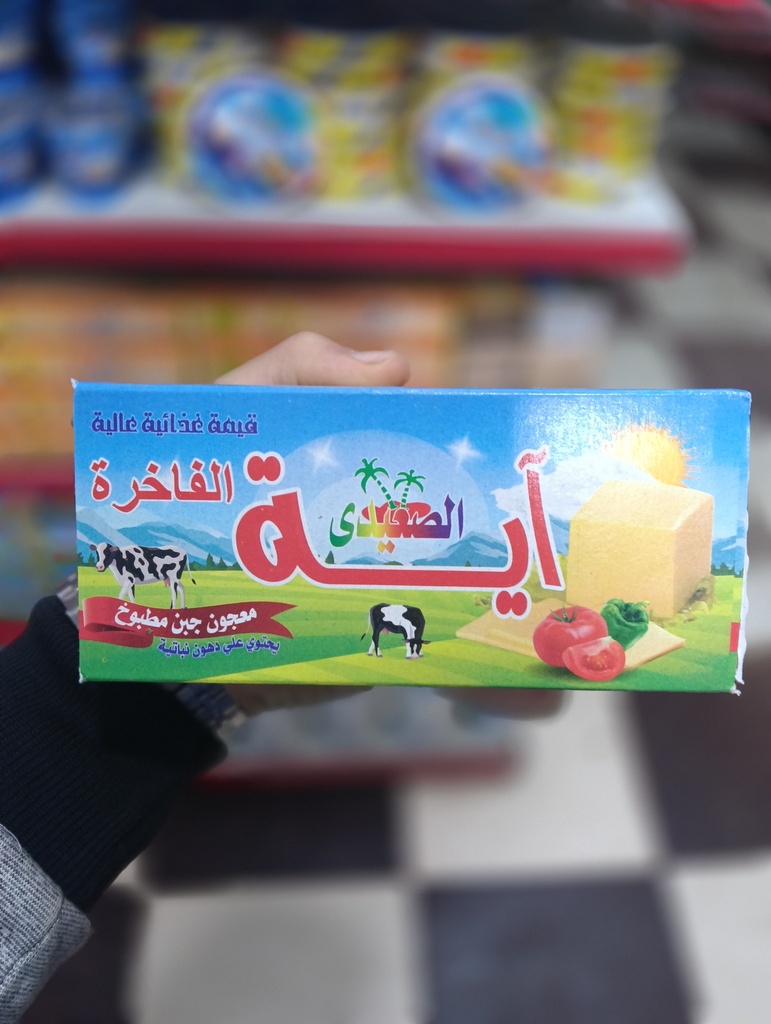 قيمة غذائية عالية
الفاخرة
آية
الصعيدى
معجون جبن مطبوخ
يحتوي علي دهون نباتية